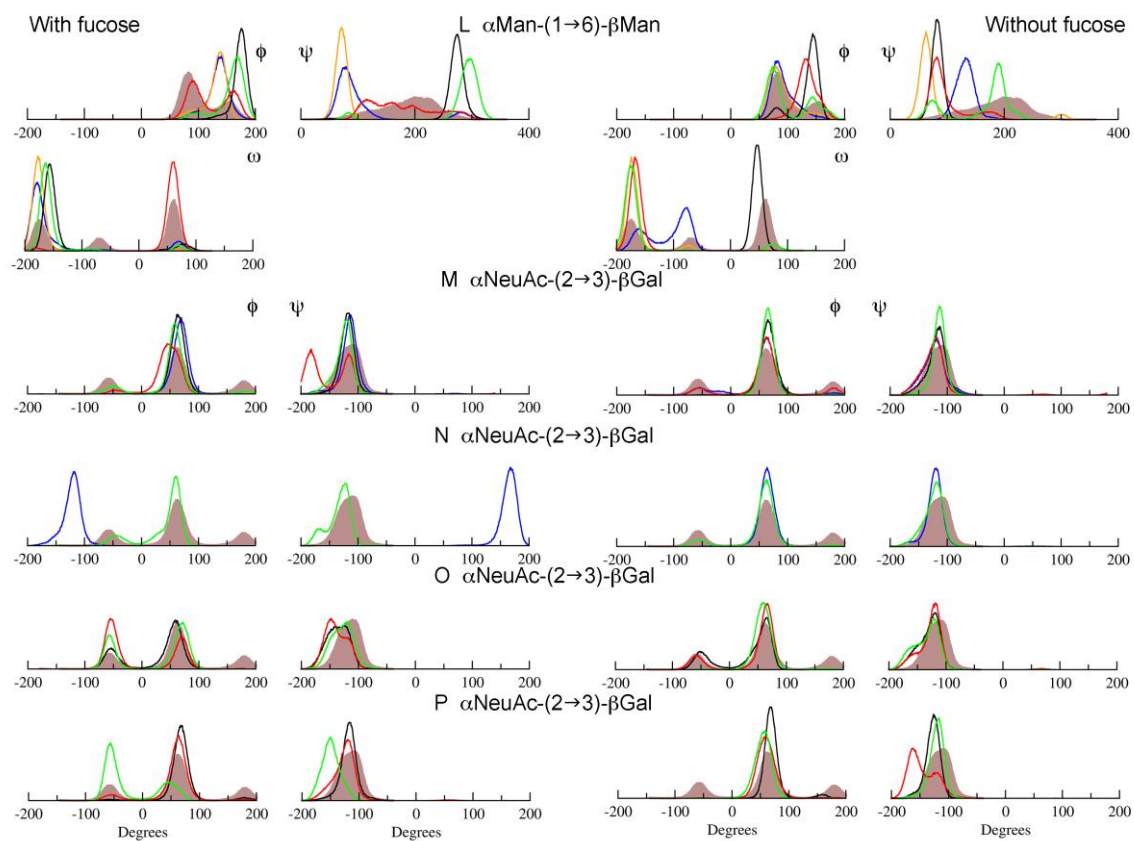 With fucose L αMan-(1→6)-βMan Without fucose
ϕ ψ ϕ ψ
-200 -100 0 100 200 0 200 400 -200 -100 0 100 200 0 200 400
ω ω
-200 -100 0 100 200 -200 -100 0 100 200
M αNeuAc-(2→3)-βGal
ϕ ψ ϕ ψ
-200 -100 0 100 200 -200 -100 0 100 200 -200 -100 0 100 200 -200 -100 0 100 200
N αNeuAc-(2→3)-βGal
-200 -100 0 100 200 -200 -100 0 100 200 -200 -100 0 100 200 -200 -100 0 100 200
O αNeuAc-(2→3)-βGal
-200 -100 0 100 200 -200 -100 0 100 200 -200 -100 0 100 200 -200 -100 0 100 200
P αNeuAc-(2→3)-βGal
-200 -100 0 100 200 -200 -100 0 100 200 -200 -100 0 100 200 -200 -100 0 100 200
Degrees Degrees Degrees Degrees